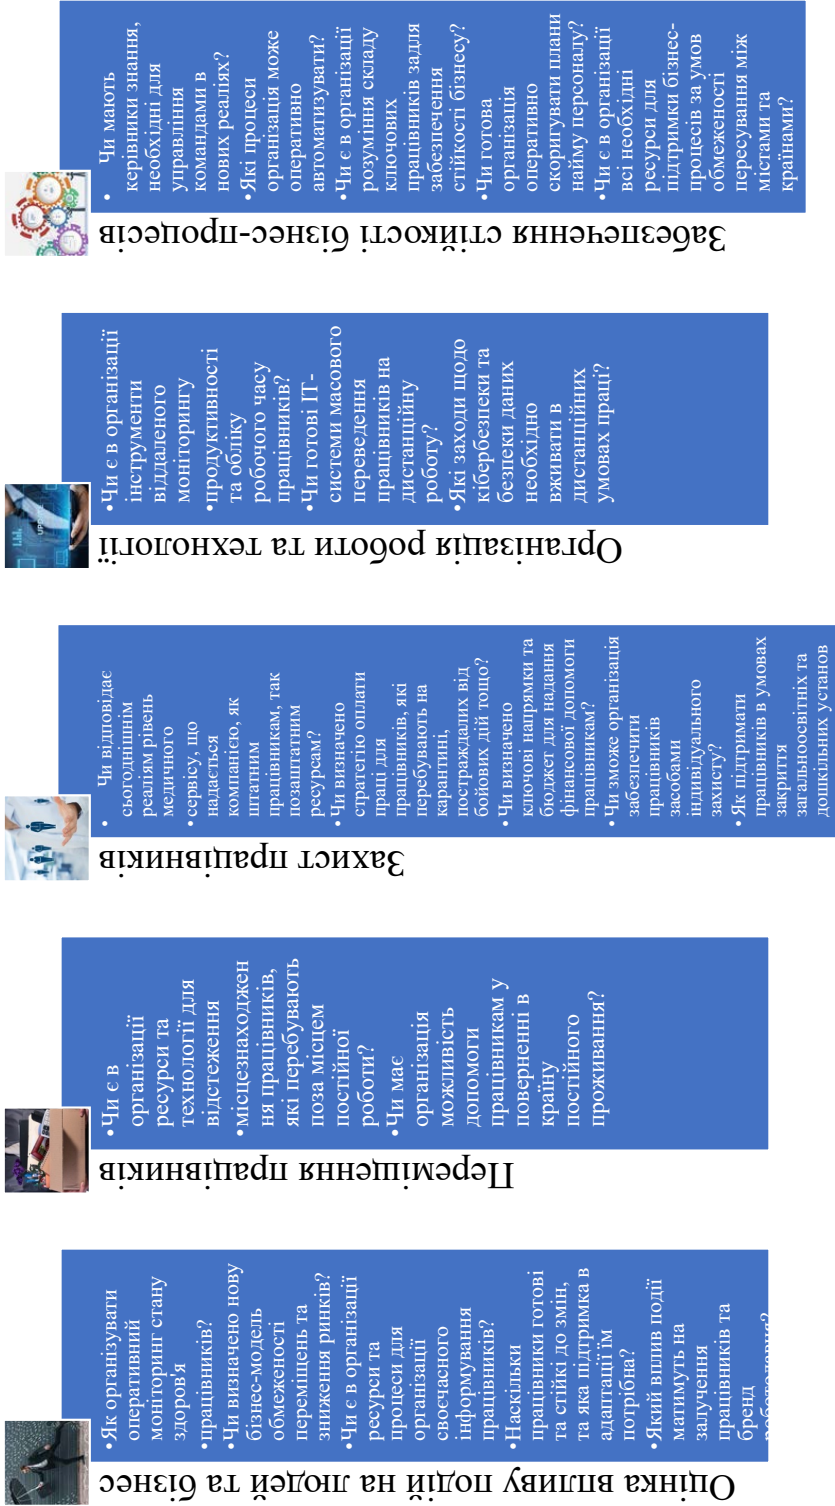 Оцінка впливу подій на людей та бізнес
•Як організувати
оперативний
моніторинг стану
здоров'я
•працівників?
•Чи визначено нову
бізнес-модель
обмеженості
переміщень та
зниження ринків?
•Чи є в організації
ресурси та
процеси для
організації
своєчасного
інформування
працівників?
•Наскільки
працівники готові
та стійкі до змін,
та яка підтримка в
адаптації їм
потрібна?
•Який вплив події
матимуть на
залучення
працівників та
бренд
Переміщення працівників
•Чи є в
організації
ресурси та
технології для
відстеження
•місцезнаходжен
ня працівників,
які перебувають
поза місцем
постійної
роботи?
•Чи має
організація
можливість
допомоги
працівникам у
поверненні в
країну
постійного
проживання?
Захист працівників
• Чи відповідає
сьогоднішнім
реаліям рівень
медичного
•сервісу, що
надається
компанією, як
штатним
працівникам, так
позаштатним
ресурсам?
•Чи визначено
стратегію оплати
праці для
працівників, які
перебувають на
карантині,
постраждалих від
бойових дій тощо?
•Чи визначено
ключові напрямки та
бюджет для надання
фінансової допомоги
працівникам?
•Чи зможе організація
забезпечити
працівників
засобами
індивідуального
захисту?
•Як підтримати
працівників в умовах
закриття
загальноосвітніх та
дошкільних установ
Організація роботи та технології
•Чи є в організації
інструменти
віддаленого
моніторингу
•продуктивності
та обліку
робочого часу
працівників?
•Чи готові ІТ-
системи масового
переведення
працівників на
дистанційну
роботу?
•Які заходи щодо
кібербезпеки та
безпеки даних
необхідно
вживати в
дистанційних
умовах праці?
Забезпечення стійкості бізнес-процесів
• Чи мають
керівники знання,
необхідні для
управління
командами в
нових реаліях?
•Які процеси
організація може
оперативно
автоматизувати?
•Чи є в організації
розуміння складу
ключових
працівників задля
забезпечення
стійкості бізнесу?
•Чи готова
організація
оперативно
скоригувати плани
найму персоналу?
•Чи є в організації
всі необхідні
ресурси для
підтримки бізнес-
процесів за умов
обмеженості
пересування між
містами та
країнами?